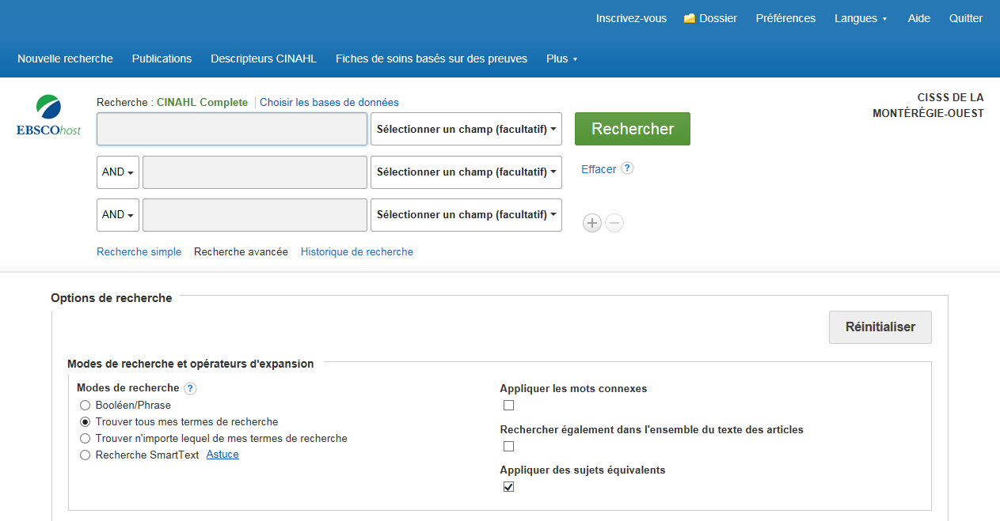 Inscrivez-vous Dossier Préférences Langues Aide Quitter
Nouvelle recherche Publications Descripteurs CINAHL Fiches de soins basés sur des preuves Plus
EBSCOhost
Recherche : CINAHL Complete Choisir les bases de données
CISSS DE LA
MONTÉRÉGIE-OUEST
Sélectionner un champ (facultatif) Rechercher
AND Sélectionner un champ (facultatif) Effacer ?
AND Sélectionner un champ (facultatif)
Recherche simple Recherche avancée Historique de recherche
Options de recherche
Réinitialiser
Modes de recherche et opérateurs d'expansion
Modes de recherche ?
Booléen/Phrase
Trouver tous mes termes de recherche
Trouver n'importe lequel de mes termes de recherche
Recherche SmartText Astuce
Appliquer les mots connexes
Rechercher également dans l'ensemble du texte des articles
Appliquer des sujets équivalents